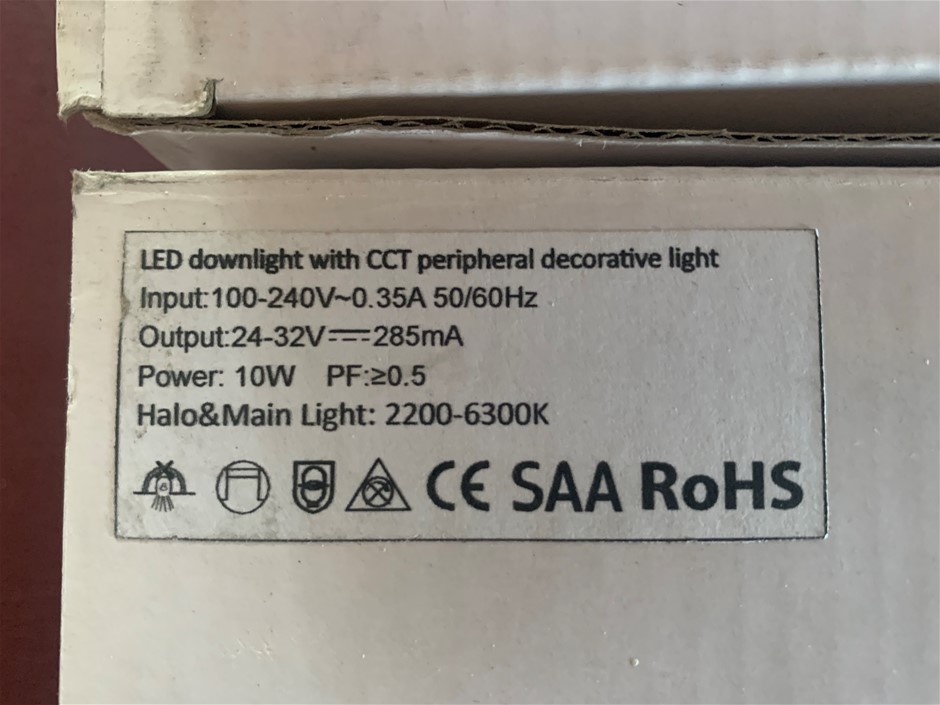 LED downlight with CCT peripheral decorative light
Input:100-240V~0.35A 50/60Hz
Output:24-32V⎓285mA
Power: 10W PF:≥0.5
Halo&Main Light: 2200-6300K
CE SAA RoHS